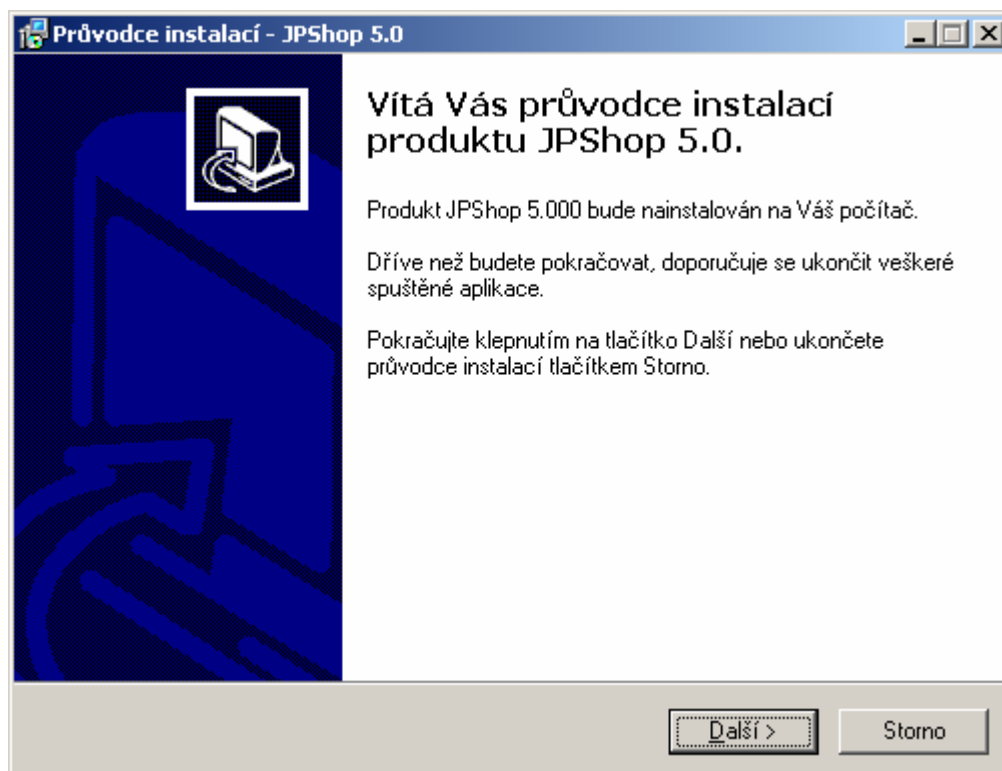 Průvodce instalací - JPShop 5.0
Vítá Vás průvodce instalací
produktu JPShop 5.0.
Produkt JPShop 5.000 bude nainstalován na Váš počítač.
Dříve než budete pokračovat, doporučuje se ukončit veškeré
spuštěné aplikace.
Pokračujte klepnutím na tlačítko Další nebo ukončete
průvodce instalací tlačítkem Storno.
Další >
Storno